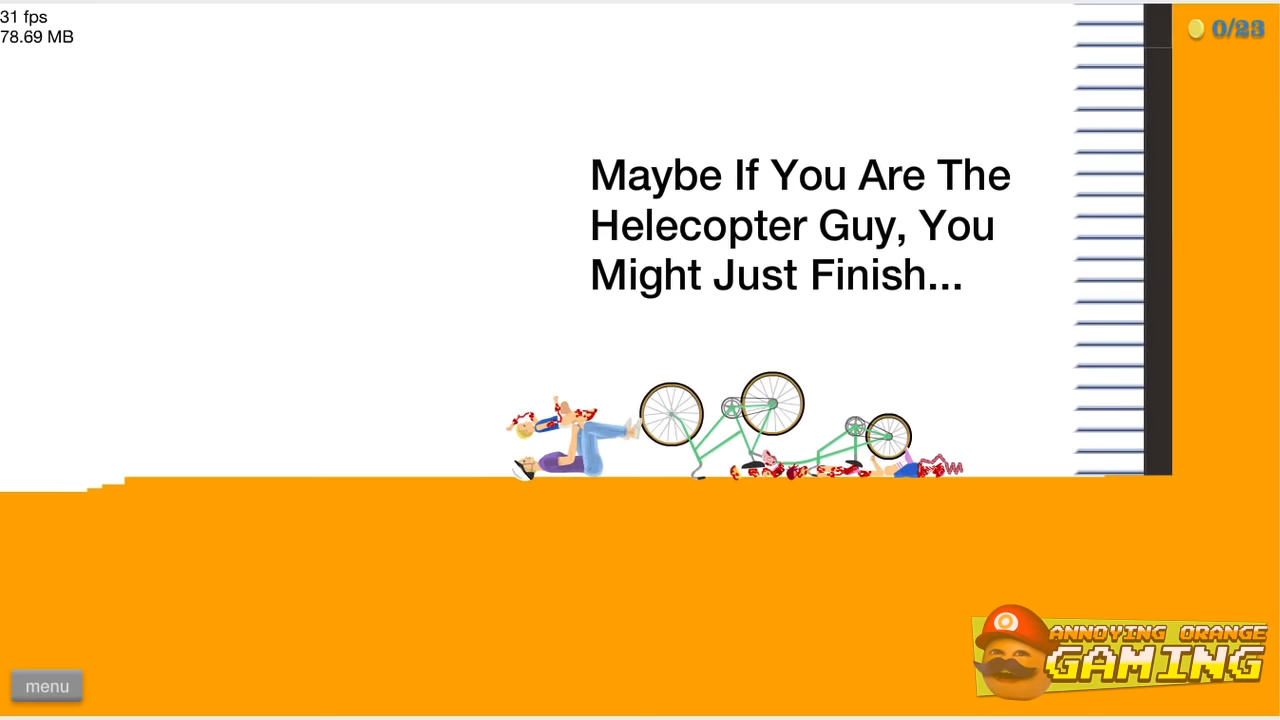 31 fps
78.69 MB
0/23
Maybe If You Are The
Helecopter Guy, You
Might Just Finish...
ANNOYING ORANGE
GAMING
menu